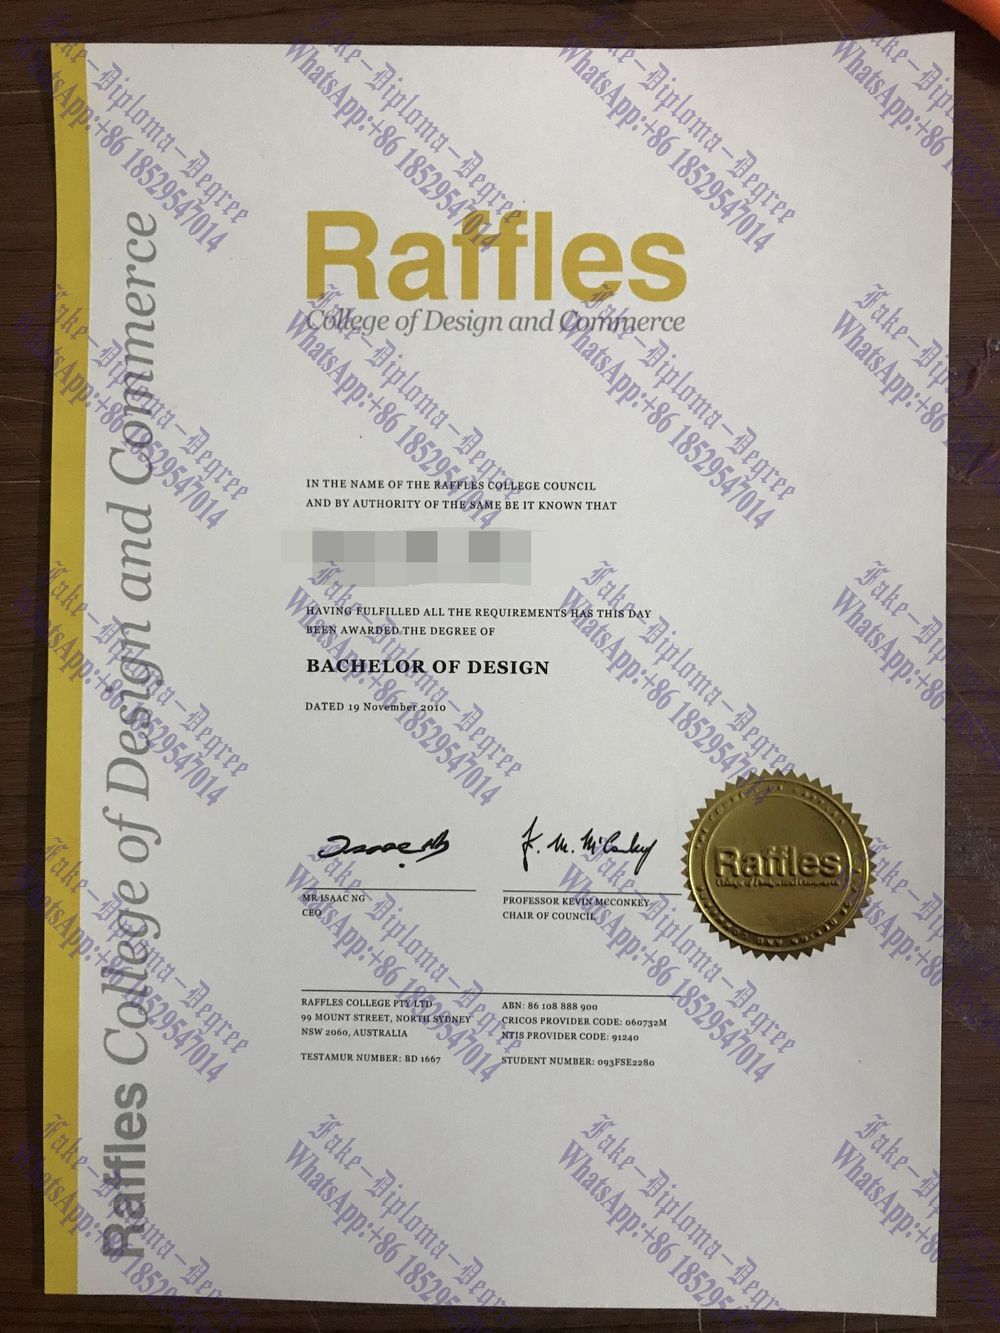 Raffles College of Design and Commerce
Raffles
College of Design and Commerce
IN THE NAME OF THE RAFFLES COLLEGE COUNCIL
AND BY AUTHORITY OF THE SAME BE IT KNOWN THAT
HAVING FULFILLED ALL THE REQUIREMENTS HAS THIS DAY
BEEN AWARDED THE DEGREE OF
BACHELOR OF DESIGN
DATED 19 November 2010
MR ISAAC NG
CEO
PROFESSOR KEVIN MCCONKEY
CHAIR OF COUNCIL
Raffles
College of Design and Commerce
RAFFLES COLLEGE PTY LTD
99 MOUNT STREET, NORTH SYDNEY
NSW 2060, AUSTRALIA
TESTAMUR NUMBER: BD 1667
ABN: 86 108 888 900
CRICOS PROVIDER CODE: 060732M
NTIS PROVIDER CODE: 91240
STUDENT NUMBER: 093FSE2280
Fake-Diploma-Degree
WhatsApp:+86 18529547014